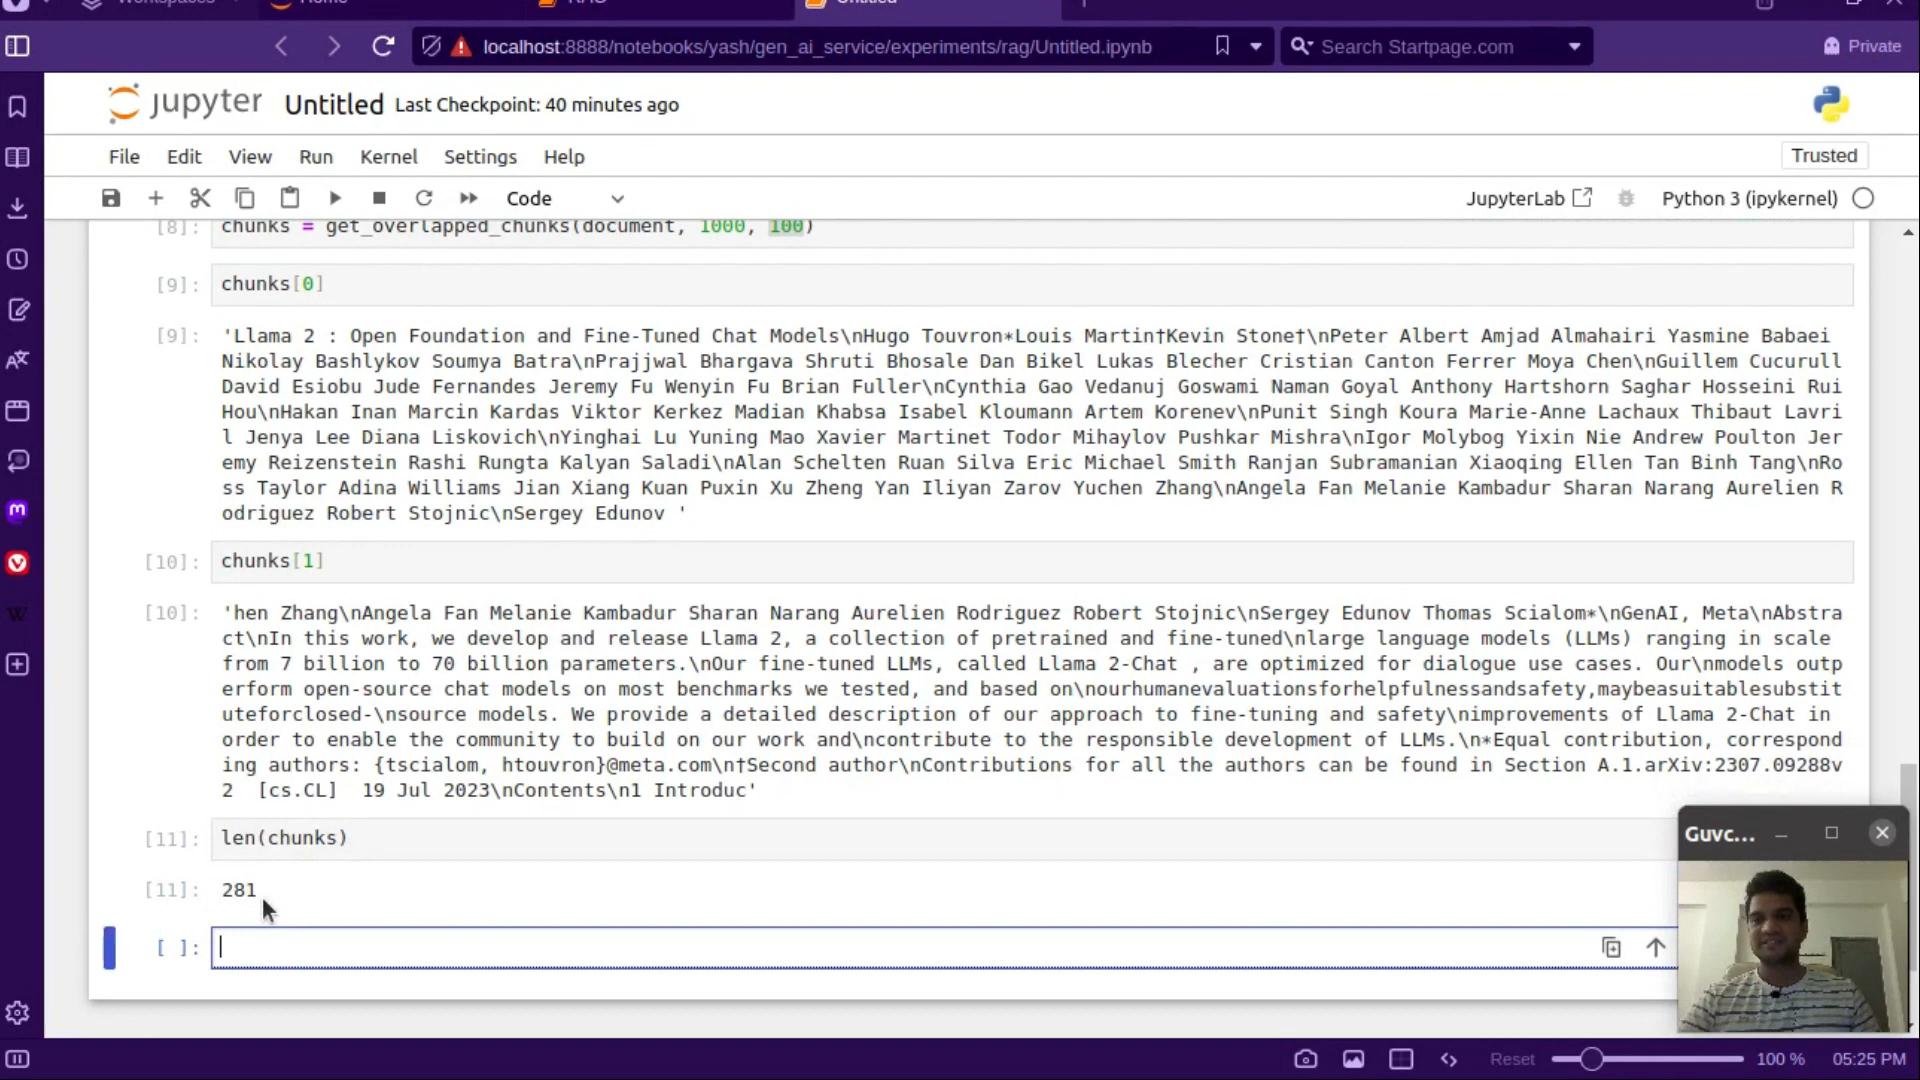 Workspaces Home RAG Untitled
localhost:8888/notebooks/yash/gen_ai_service/experiments/rag/Untitled.ipynb Search Startpage.com Private
jupyter Untitled Last Checkpoint: 40 minutes ago
File Edit View Run Kernel Settings Help Trusted
Code JupyterLab Python 3 (ipykernel)
[8]: chunks = get_overlapped_chunks(document, 1000, 100)
[9]: chunks[0]
[9]: 'Llama 2 : Open Foundation and Fine-Tuned Chat Models\nHugo Touvron∗Louis Martin†Kevin Stone†\nPeter Albert Amjad Almahairi Yasmine Babaei
Nikolay Bashlykov Soumya Batra\nPrajjwal Bhargava Shruti Bhosale Dan Bikel Lukas Blecher Cristian Canton Ferrer Moya Chen\nGuillem Cucurull
David Esiobu Jude Fernandes Jeremy Fu Wenyin Fu Brian Fuller\nCynthia Gao Vedanuj Goswami Naman Goyal Anthony Hartshorn Saghar Hosseini Rui
Hou\nHakan Inan Marcin Kardas Viktor Kerkez Madian Khabsa Isabel Kloumann Artem Korenev\nPunit Singh Koura Marie-Anne Lachaux Thibaut Lavri
l Jenya Lee Diana Liskovich\nYinghai Lu Yuning Mao Xavier Martinet Todor Mihaylov Pushkar Mishra\nIgor Molybog Yixin Nie Andrew Poulton Jer
emy Reizenstein Rashi Rungta Kalyan Saladi\nAlan Schelten Ruan Silva Eric Michael Smith Ranjan Subramanian Xiaoqing Ellen Tan Binh Tang\nRo
ss Taylor Adina Williams Jian Xiang Kuan Puxin Xu Zheng Yan Iliyan Zarov Yuchen Zhang\nAngela Fan Melanie Kambadur Sharan Narang Aurelien R
odriguez Robert Stojnic\nSergey Edunov '
[10]: chunks[1]
[10]: 'hen Zhang\nAngela Fan Melanie Kambadur Sharan Narang Aurelien Rodriguez Robert Stojnic\nSergey Edunov Thomas Scialom∗\nGenAI, Meta\nAbstra
ct\nIn this work, we develop and release Llama 2, a collection of pretrained and fine-tuned\nlarge language models (LLMs) ranging in scale
from 7 billion to 70 billion parameters.\nOur fine-tuned LLMs, called Llama 2-Chat , are optimized for dialogue use cases. Our\nmodels outp
erform open-source chat models on most benchmarks we tested, and based on\nourhumanevaluationsforhelpfulnessandsafety,maybeasuitablesubstit
uteforclosed-\nsource models. We provide a detailed description of our approach to fine-tuning and safety\nimprovements of Llama 2-Chat in
order to enable the community to build on our work and\ncontribute to the responsible development of LLMs.\n∗Equal contribution, correspond
ing authors: {tscialom, htouvron}@meta.com\n†Second author\nContributions for all the authors can be found in Section A.1.arXiv:2307.09288v
2  [cs.CL]  19 Jul 2023\nContents\n1 Introduc'
[11]: len(chunks)
[11]: 281
[ ]:
Guvc...
Reset 100 % 05:25 PM